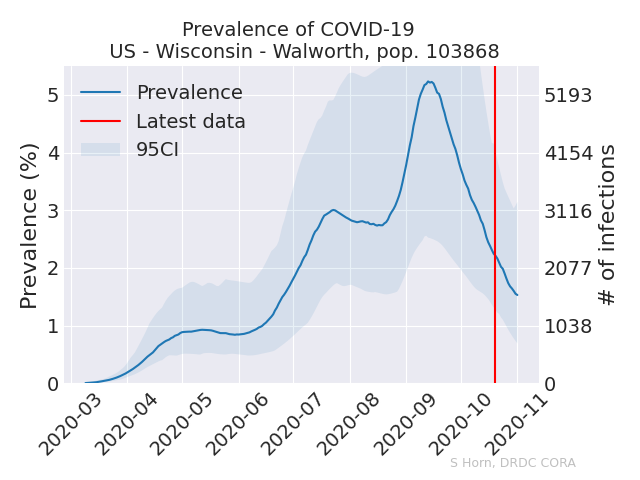 Prevalence of COVID-19
US - Wisconsin - Walworth, pop. 103868
Prevalence
Latest data
95CI
Prevalence (%)
5
4
3
2
1
0
5193
4154
3116
2077
1038
0
# of infections
2020-03
2020-04
2020-05
2020-06
2020-07
2020-08
2020-09
2020-10
2020-11
S Horn, DRDC CORA